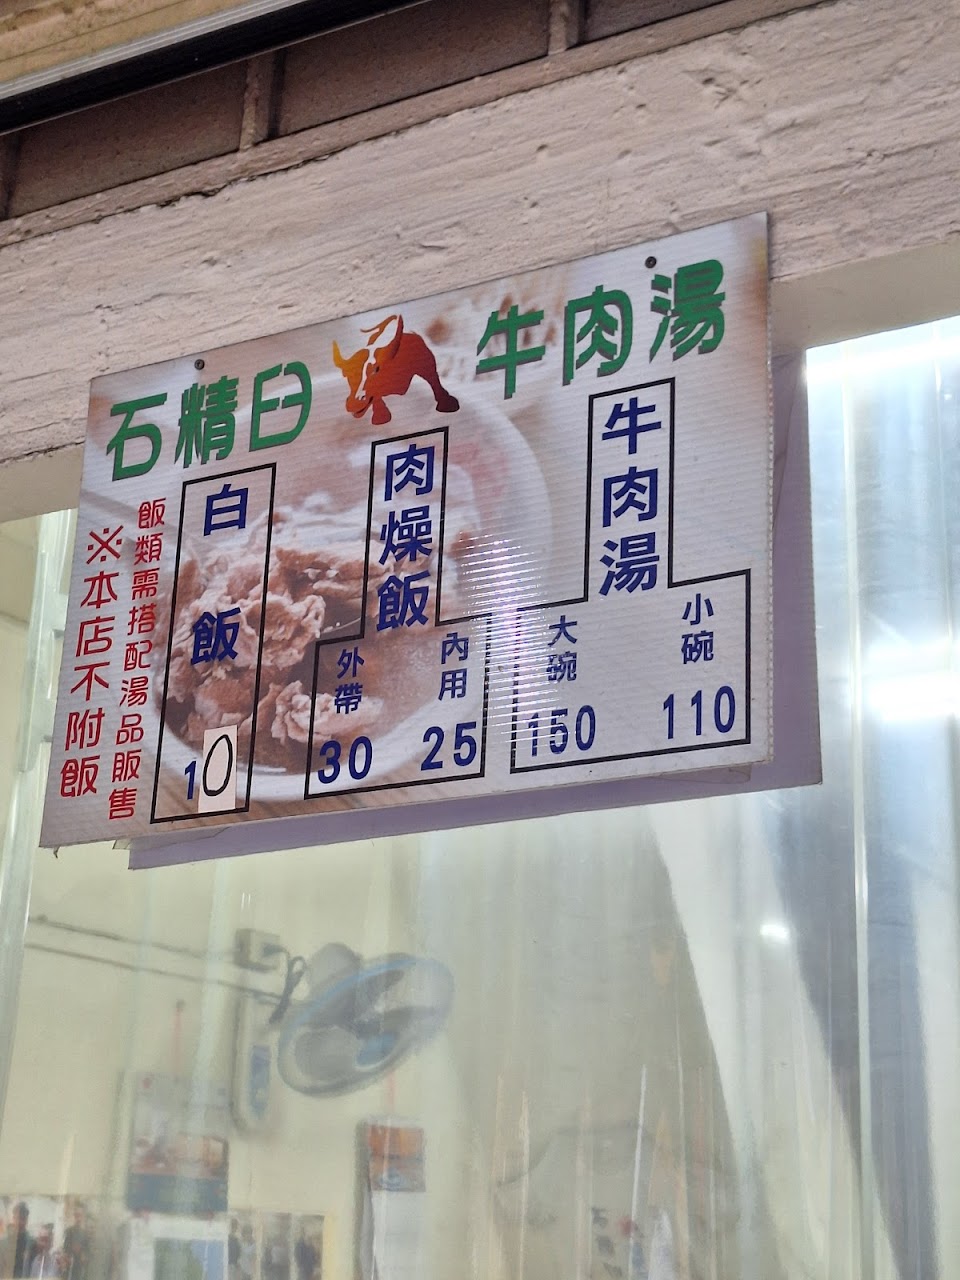 石精臼 牛肉湯
牛肉湯
小碗
110
大碗
150
肉燥飯
內用
25
外帶
30
白飯
10
飯類需搭配湯品販售
※本店不附飯